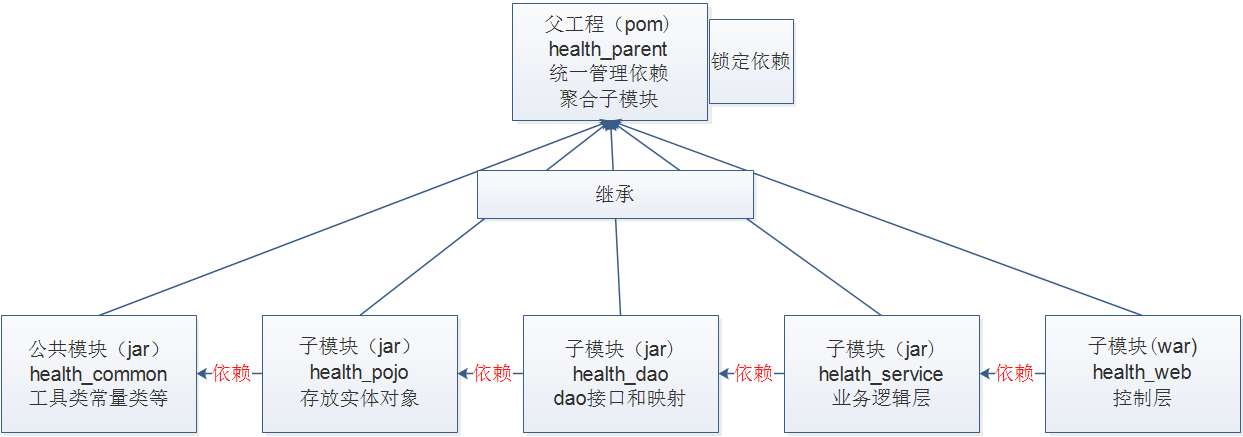 父工程（pom)
health_parent
统一管理依赖
聚合子模块
锁定依赖
继承
公共模块（jar）
health_common
工具类常量类等
依赖
子模块（jar）
health_pojo
存放实体对象
依赖
子模块（jar)
health_dao
dao接口和映射
依赖
子模块（jar)
helath_service
业务逻辑层
依赖
子模块(war)
health_web
控制层